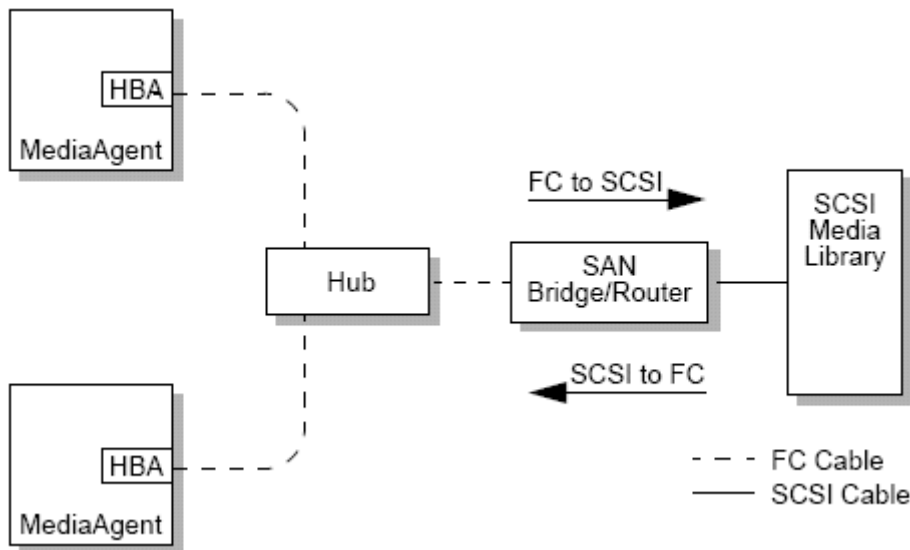 HBA
MediaAgent
FC to SCSI
SCSI
Media
Library
Hub
SAN
Bridge/Router
SCSI to FC
HBA
MediaAgent
FC Cable
SCSI Cable